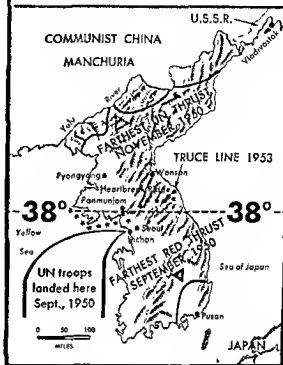 U.S.S.R.
COMMUNIST CHINA
Vladivostok
MANCHURIA
Yalu River
FARTHEST UN THRUST
NOVEMBER, 1950
TRUCE LINE 1953
Pyongyang
Wonsan
Heartbreak Ridge
Panmunjom
38° 38°
Yellow Sea
Seoul
Inchon
FARTHEST RED THRUST
SEPTEMBER, 1950
UN troops
landed here
Sept., 1950
Sea of Japan
0 50 100
MILES
Pusan
JAPAN